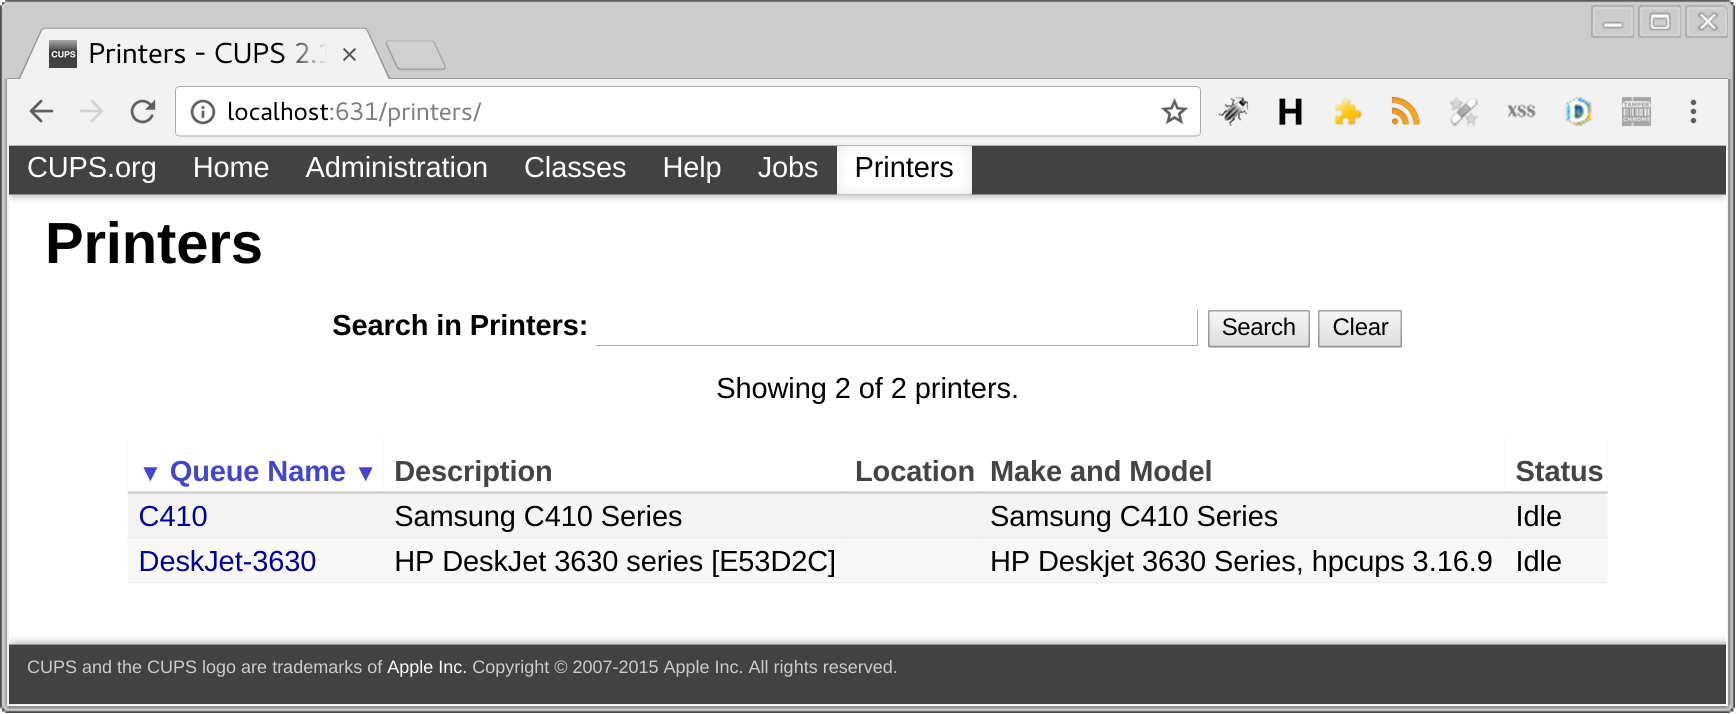 CUPS Printers - CUPS 2.1
localhost:631/printers/ H XSS D TAMPER CHROME
CUPS.org Home Administration Classes Help Jobs Printers
Printers
Search in Printers: Search Clear
Showing 2 of 2 printers.
▼ Queue Name ▼ Description Location Make and Model Status
C410 Samsung C410 Series Samsung C410 Series Idle
DeskJet-3630 HP DeskJet 3630 series [E53D2C] HP Deskjet 3630 Series, hpcups 3.16.9 Idle
CUPS and the CUPS logo are trademarks of Apple Inc. Copyright © 2007-2015 Apple Inc. All rights reserved.